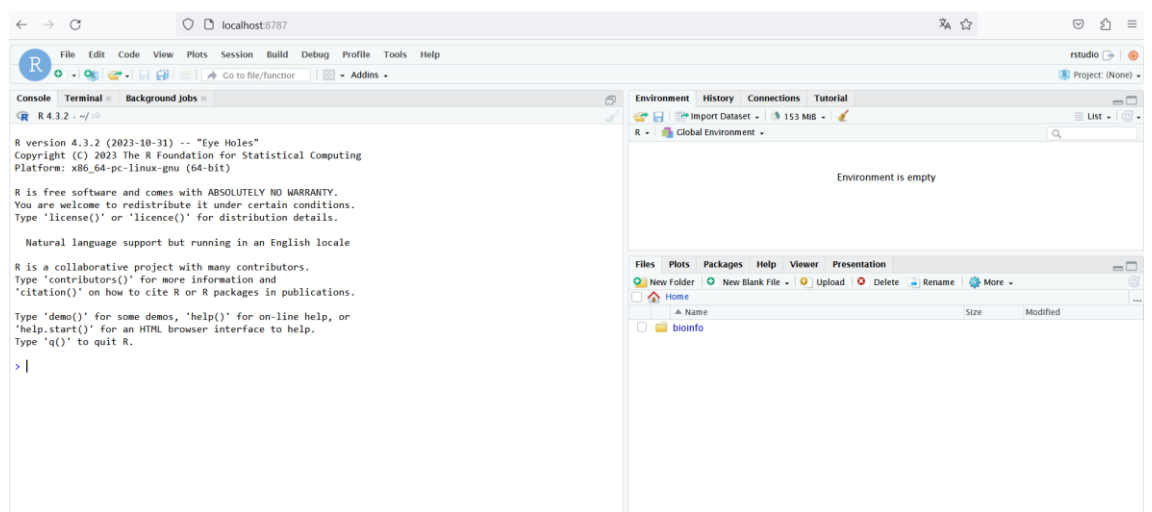 localhost:8787
R
File Edit Code View Plots Session Build Debug Profile Tools Help
rstudio
Go to file/function
Addins
Project: (None)
Console Terminal Background Jobs
R 4.3.2 · ~/
R version 4.3.2 (2023-10-31) -- "Eye Holes"
Copyright (C) 2023 The R Foundation for Statistical Computing
Platform: x86_64-pc-linux-gnu (64-bit)
R is free software and comes with ABSOLUTELY NO WARRANTY.
You are welcome to redistribute it under certain conditions.
Type 'license()' or 'licence()' for distribution details.
Natural language support but running in an English locale
R is a collaborative project with many contributors.
Type 'contributors()' for more information and
'citation()' on how to cite R or R packages in publications.
Type 'demo()' for some demos, 'help()' for on-line help, or
'help.start()' for an HTML browser interface to help.
Type 'q()' to quit R.
>
Environment History Connections Tutorial
Import Dataset 153 MiB List
R Global Environment
Environment is empty
Files Plots Packages Help Viewer Presentation
New Folder New Blank File Upload Delete Rename More
Home ...
Name Size Modified
bioinfo